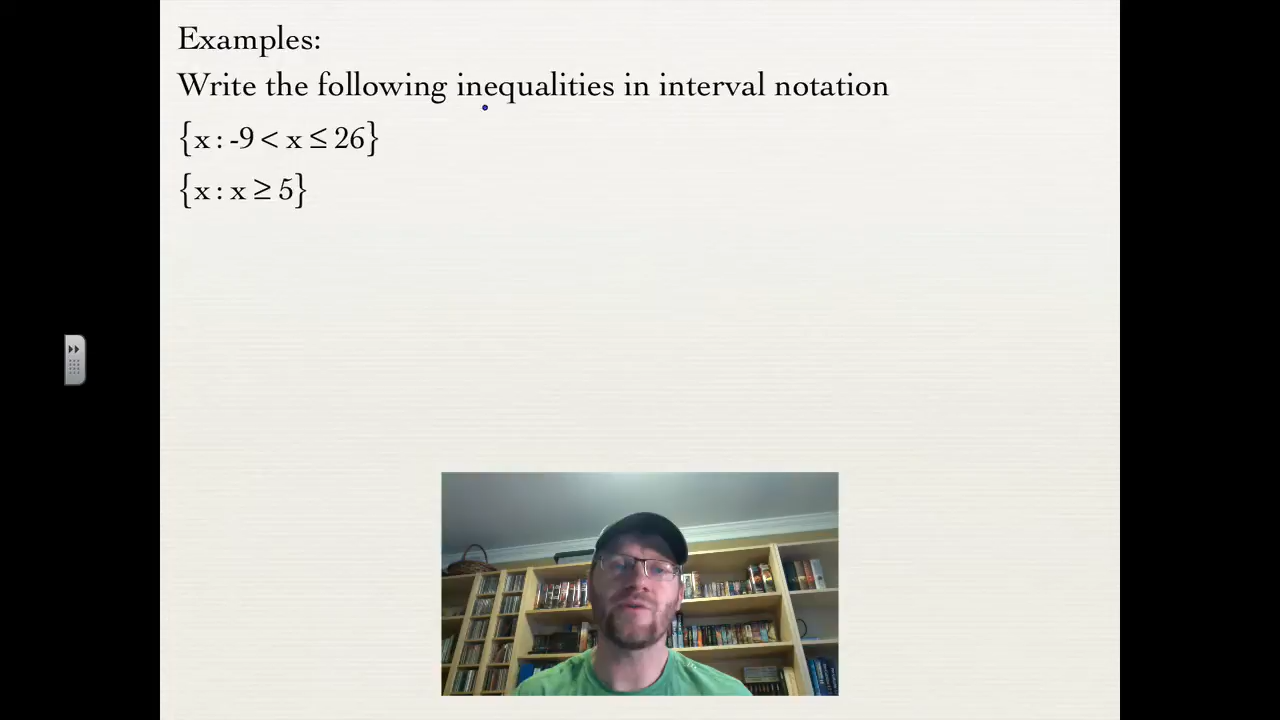 Examples:
Write the following inequalities in interval notation
{x : -9 < x ≤ 26}
{x : x ≥ 5}